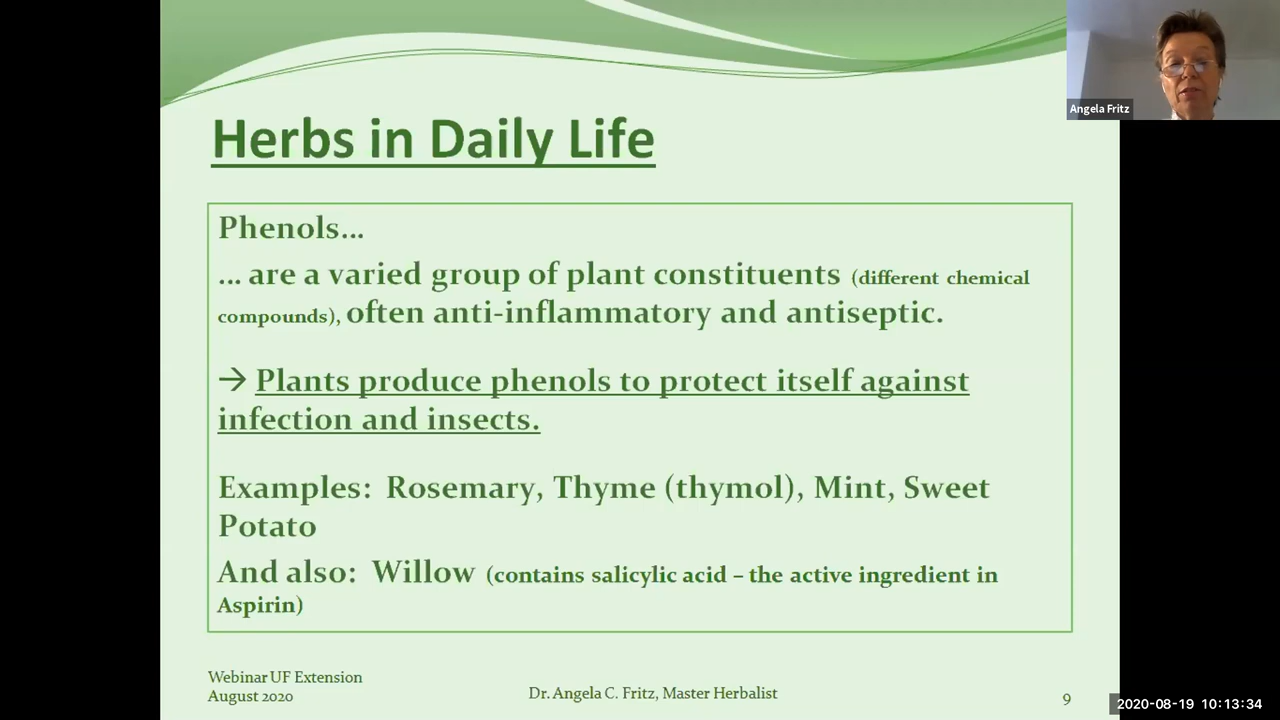 Angela Fritz
Herbs in Daily Life
Phenols...
... are a varied group of plant constituents (different chemical
compounds), often anti-inflammatory and antiseptic.
→ Plants produce phenols to protect itself against
infection and insects.
Examples: Rosemary, Thyme (thymol), Mint, Sweet
Potato
And also: Willow (contains salicylic acid – the active ingredient in
Aspirin)
Webinar UF Extension
August 2020
Dr. Angela C. Fritz, Master Herbalist
9
2020-08-19 10:13:34